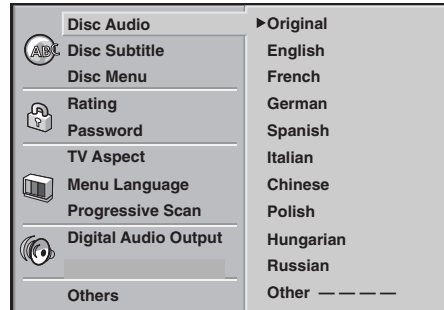 Disc Audio
ABC Disc Subtitle
Disc Menu
Rating
Password
TV Aspect
Menu Language
Progressive Scan
Digital Audio Output
Others
►Original
English
French
German
Spanish
Italian
Chinese
Polish
Hungarian
Russian
Other — — — —